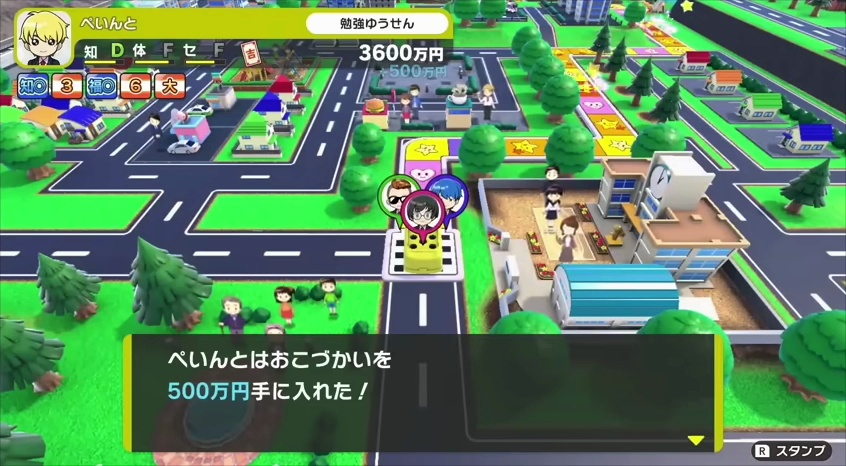 ぺいんと
勉強ゆうせん
知 D 体 F セ F 吉
3600万円
+500万円
知◎ 3 福◎ 6 大
ぺいんとはおこづかいを
500万円手に入れた！
R スタンプ